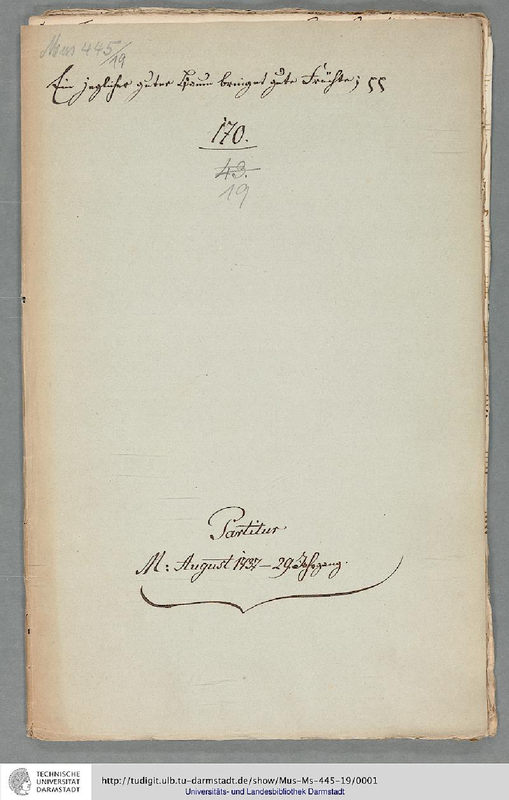 Mus 445/19
Ein jeglicher guter Baum bringet gute Früchte;
170.
43.
19
Partitur
M: August 1737 – 29 Jahrgang.
TECHNISCHE
UNIVERSITÄT
DARMSTADT
http://tudigit.ulb.tu-darmstadt.de/show/Mus-Ms-445-19/0001
Universitäts- und Landesbibliothek Darmstadt